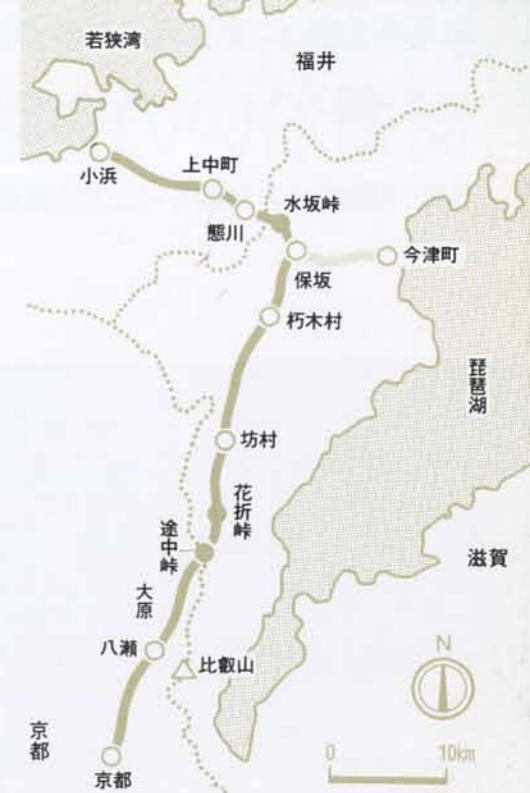 若狭湾
福井
小浜
上中町
水坂峠
態川
保坂
今津町
朽木村
琵琶湖
坊村
花折峠
途中峠
滋賀
大原
八瀬
比叡山
N
京都
0 10km
京都